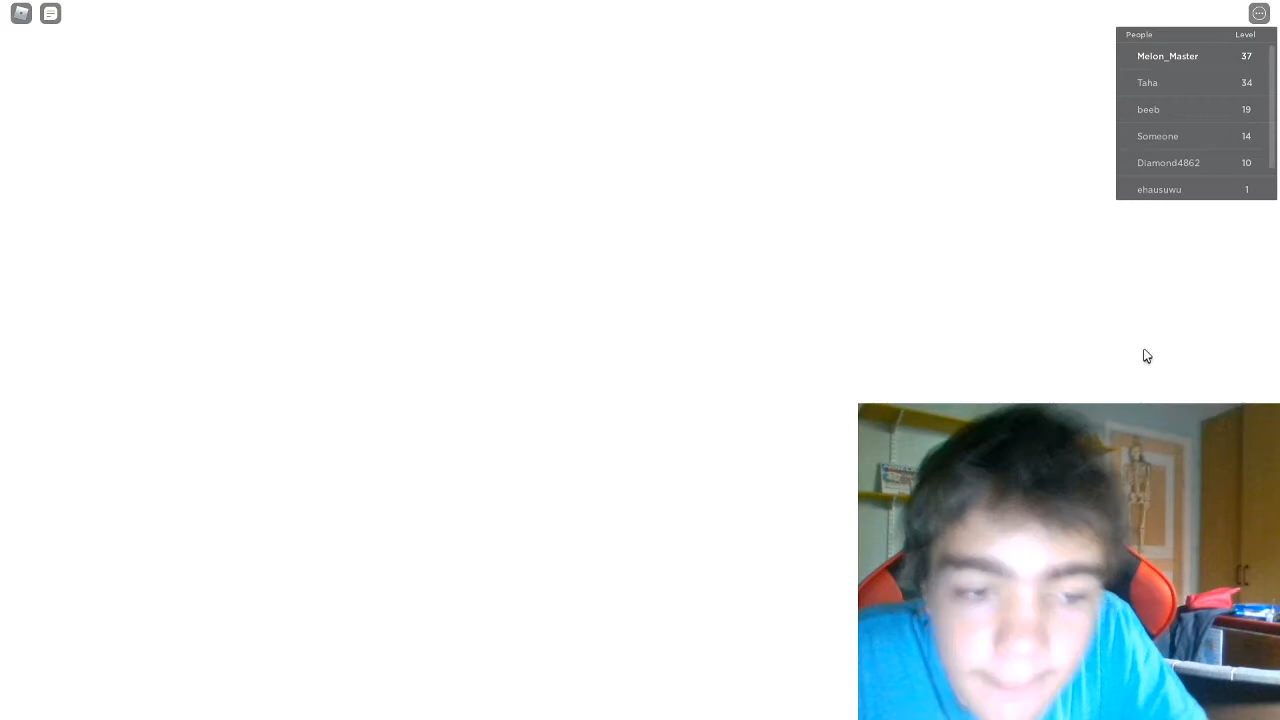 People Level
Melon_Master 37
Taha 34
beeb 19
Someone 14
Diamond4862 10
ehausuwu 1